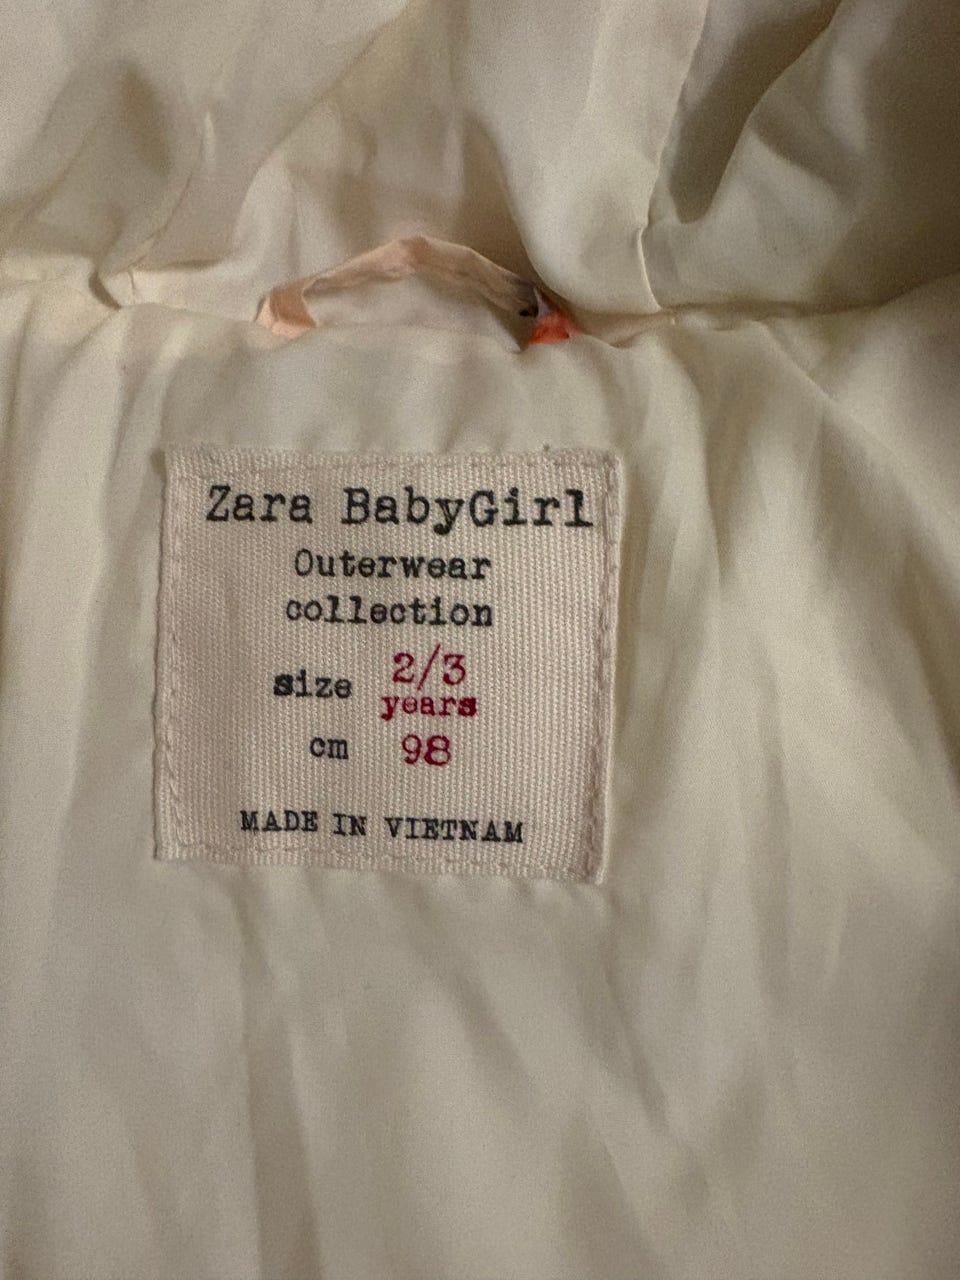 Zara BabyGirl
Outerwear
collection
size 2/3
years
cm 98
MADE IN VIETNAM